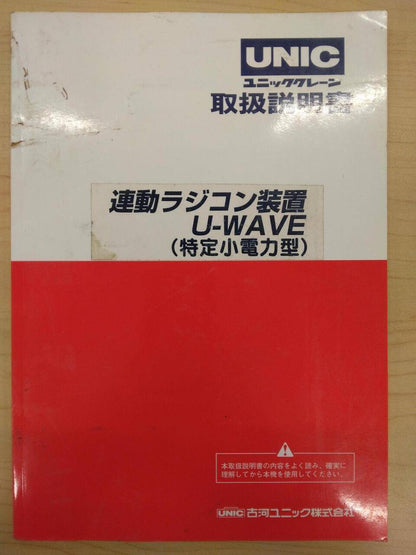 UNIC
ユニッククレーン
取扱説明書
連動ラジコン装置
U-WAVE
(特定小電力型)
本取扱説明書の内容をよく読み、確実に
理解してから本機を使用してください。
UNIC 古河ユニック株式会社